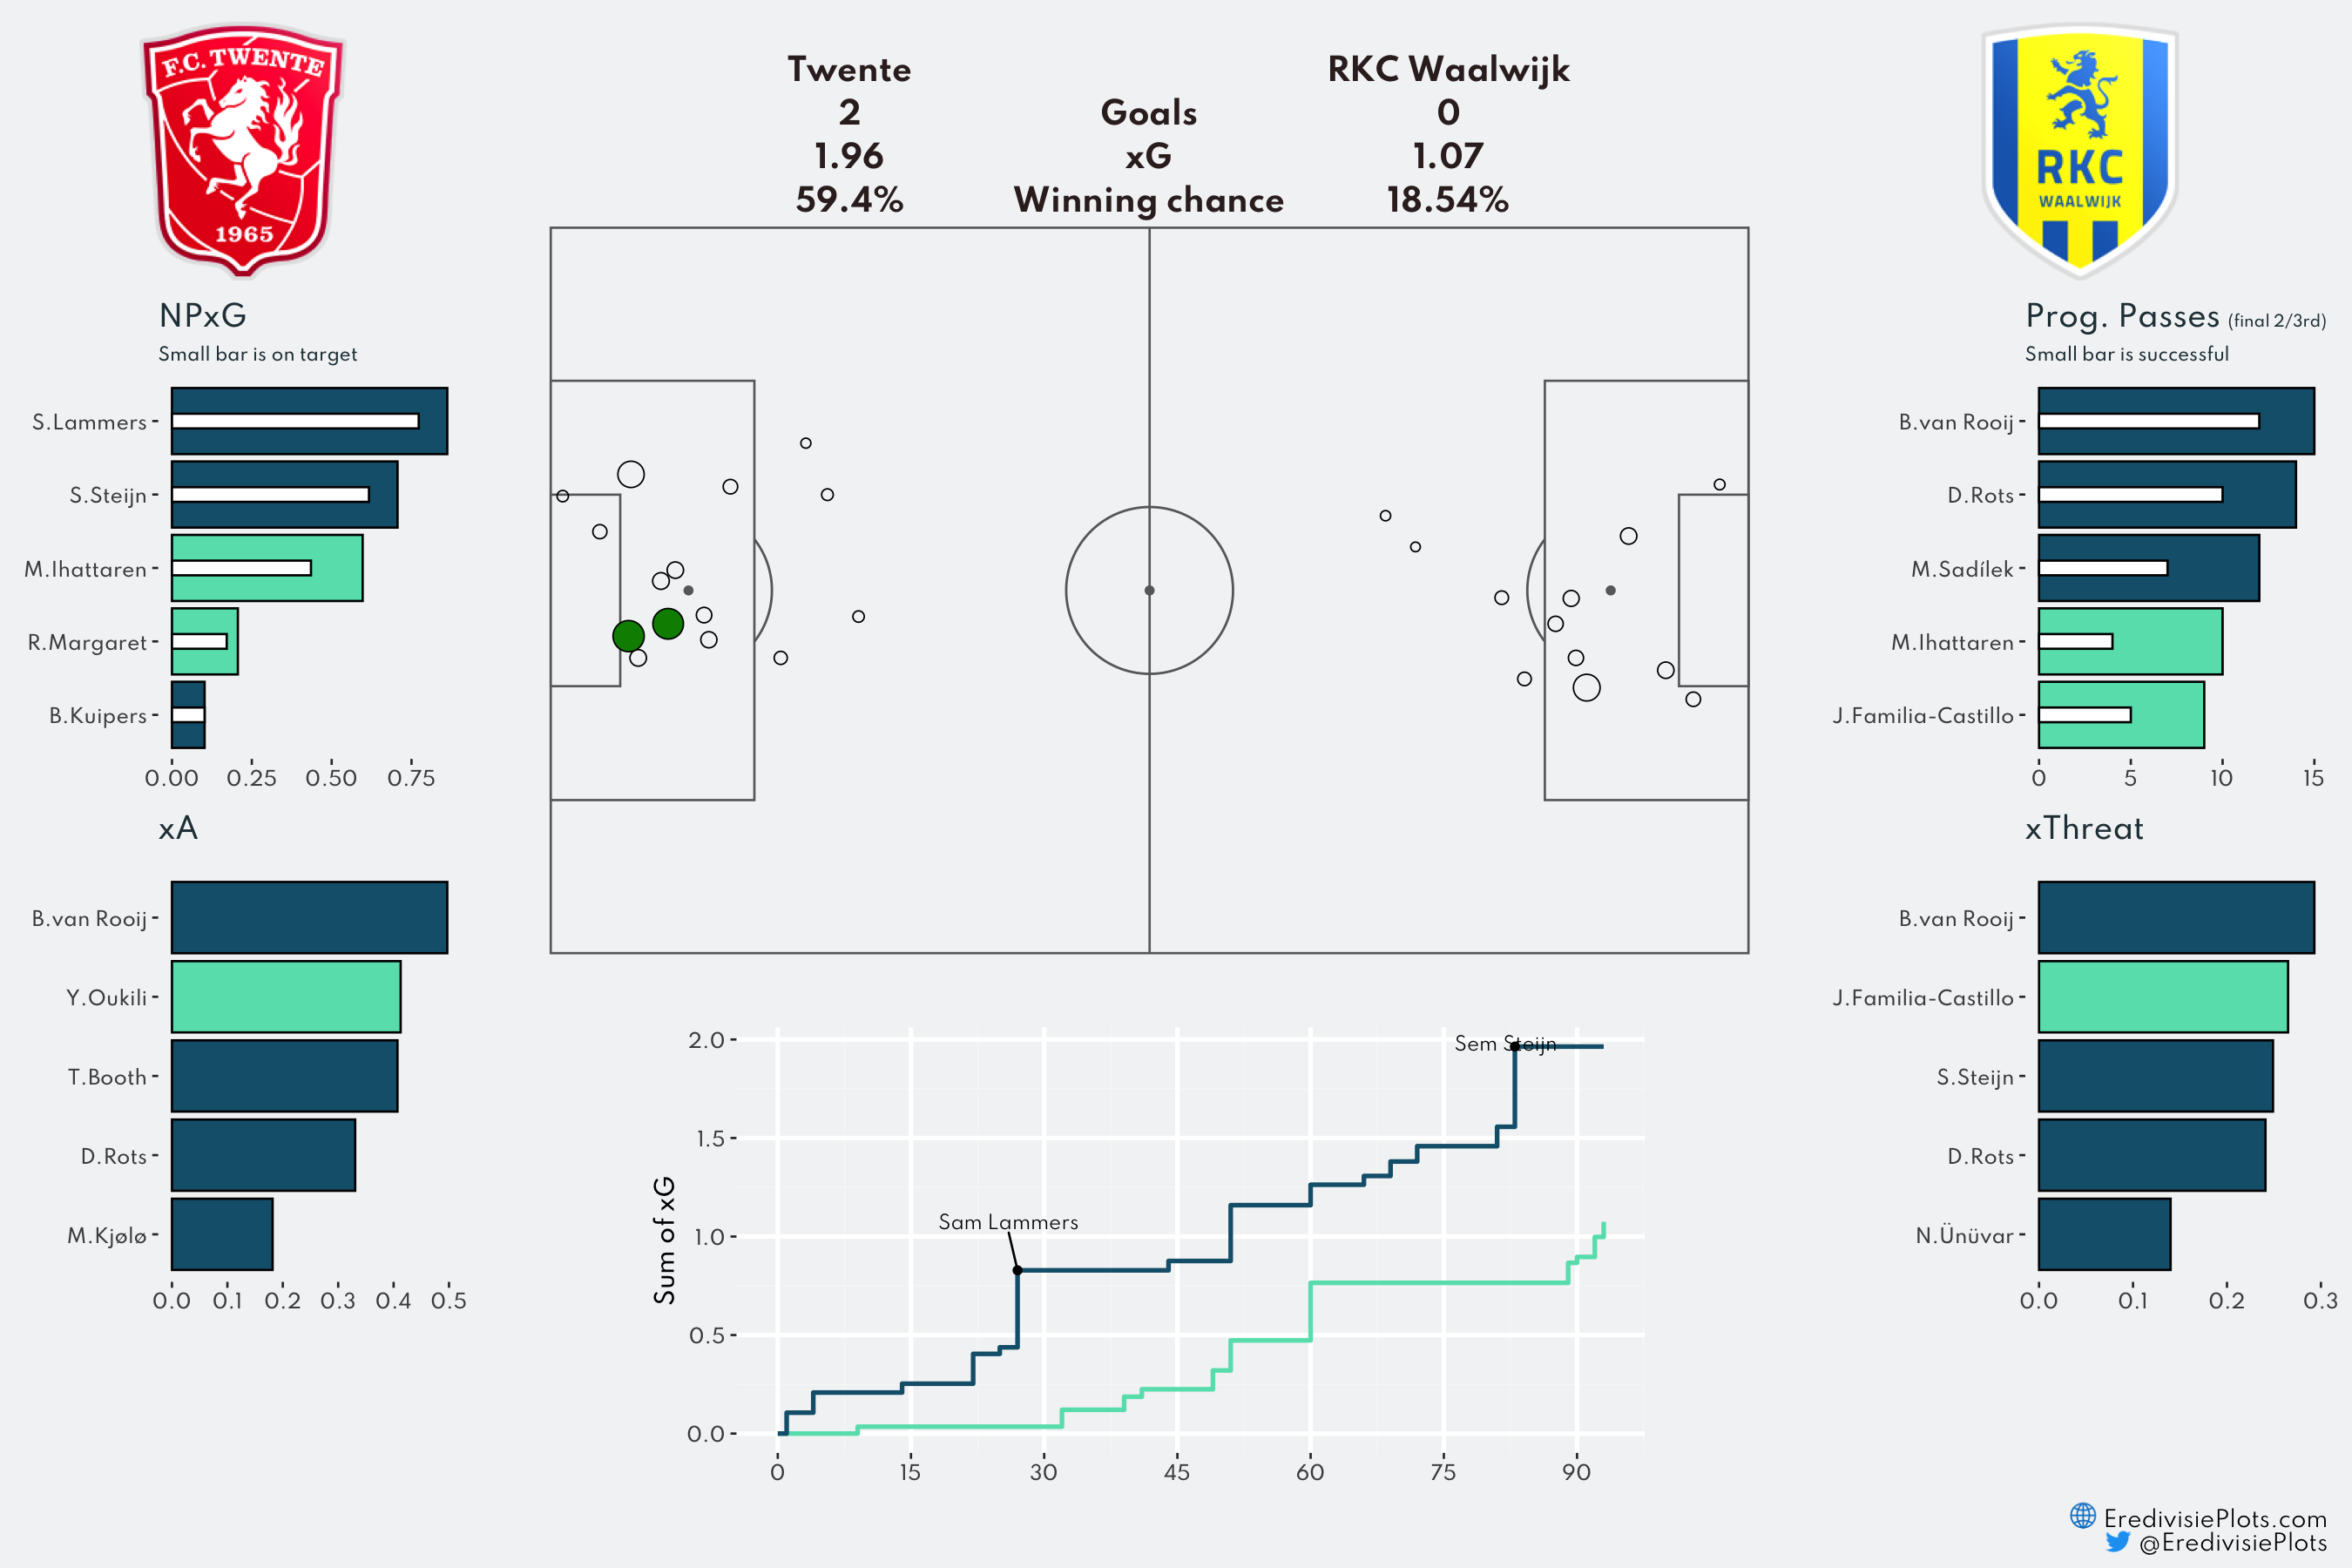 F.C. TWENTE
1965
Twente RKC Waalwijk
2 Goals 0
1.96 xG 1.07
59.4% Winning chance 18.54%
RKC
WAALWIJK
NPxG
Small bar is on target
S.Lammers
S.Steijn
M.Ihattaren
R.Margaret
B.Kuipers
0.00 0.25 0.50 0.75
xA
B.van Rooij
Y.Oukili
T.Booth
D.Rots
M.Kjølø
0.0 0.1 0.2 0.3 0.4 0.5
Sum of xG
2.0
1.5
1.0
0.5
0.0
Sem Steijn
Sam Lammers
0 15 30 45 60 75 90
Prog. Passes (final 2/3rd)
Small bar is successful
B.van Rooij
D.Rots
M.Sadílek
M.Ihattaren
J.Familia-Castillo
0 5 10 15
xThreat
B.van Rooij
J.Familia-Castillo
S.Steijn
D.Rots
N.Ünüvar
0.0 0.1 0.2 0.3
EredivisiePlots.com
@EredivisiePlots